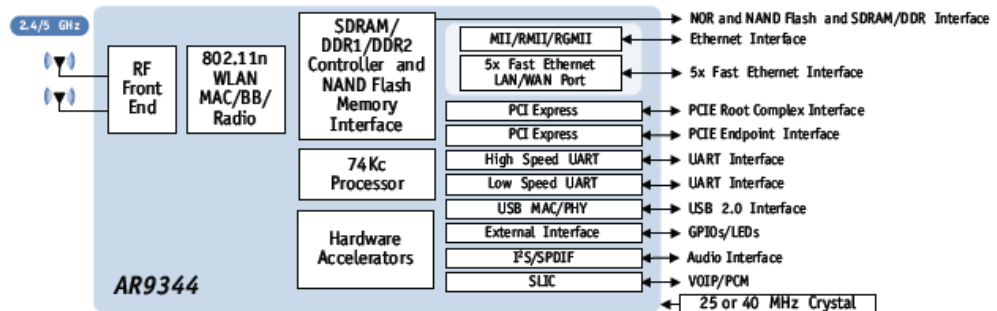 2.4/5 GHz
RF
Front
End
802.11n
WLAN
MAC/BB/
Radio
SDRAM/
DDR1/DDR2
Controller and
NAND Flash
Memory
Interface
74Kc
Processor
Hardware
Accelerators
AR9344
MII/RMII/RGMII
5x Fast Ethernet
LAN/WAN Port
PCI Express
PCI Express
High Speed UART
Low Speed UART
USB MAC/PHY
External Interface
I²S/SPDIF
SLIC
NOR and NAND Flash and SDRAM/DDR Interface
Ethernet Interface
5x Fast Ethernet Interface
PCIE Root Complex Interface
PCIE Endpoint Interface
UART Interface
UART Interface
USB 2.0 Interface
GPIOs/LEDs
Audio Interface
VOIP/PCM
25 or 40 MHz Crystal